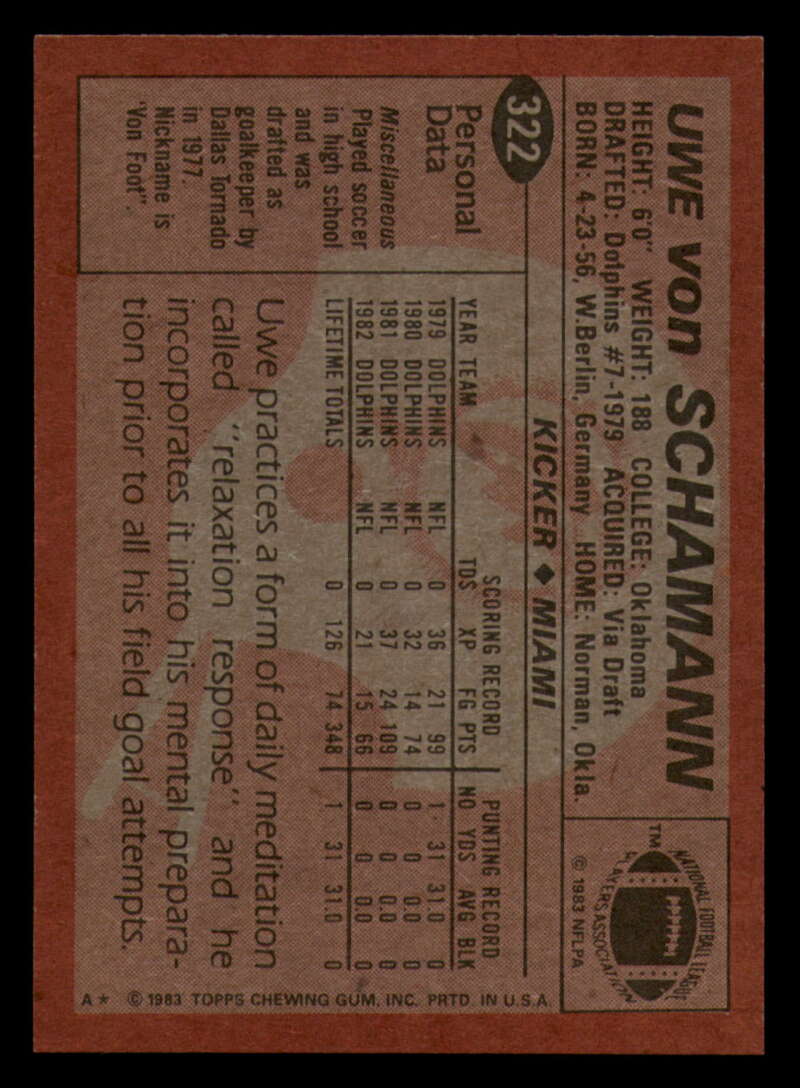 UWE von SCHAMANN
HEIGHT: 6'0" WEIGHT: 188 COLLEGE: Oklahoma
DRAFTED: Dolphins #7-1979 ACQUIRED: Via Draft
BORN: 4-23-56, W.Berlin, Germany HOME: Norman, Okla.
NATIONAL FOOTBALL LEAGUE
PLAYERS ASSOCIATION
TM
© 1983 NFLPA
322
KICKER ◆ MIAMI
Personal
Data
Miscellaneous
Played soccer
in high school
and was
drafted as
goalkeeper by
Dallas Tornado
in 1977.
Nickname is
"Von Foot".
SCORING RECORD PUNTING RECORD
YEAR TEAM TDS XP FG PTS NO YDS AVG BLK
1979 DOLPHINS NFL 0 36 21 99 1 31 31.0 0
1980 DOLPHINS NFL 0 32 14 74 0 0 0.0 0
1981 DOLPHINS NFL 0 37 24 109 0 0 0.0 0
1982 DOLPHINS NFL 0 21 15 66 0 0 0.0 0
LIFETIME TOTALS 0 126 74 348 1 31 31.0 0
Uwe practices a form of daily meditation
called "relaxation response" and he
incorporates it into his mental prepara-
tion prior to all his field goal attempts.
A* © 1983 TOPPS CHEWING GUM, INC. PRTD. IN U.S.A.